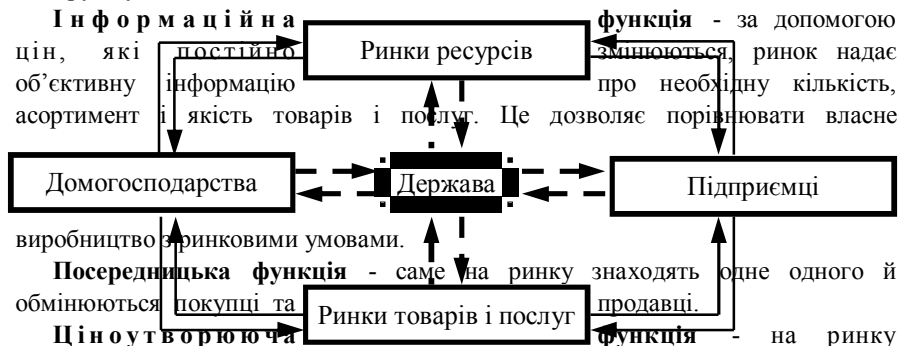 Інформаційна функція - за допомогою
цін, які постійно змінюються, ринок надає
Ринки ресурсів
об’єктивну інформацію про необхідну кількість,
асортимент і якість товарів і послуг. Це дозволяє порівнювати власне
Домогосподарства Держава Підприємці
виробництво з ринковими умовами.
Посередницька функція - саме на ринку знаходять одне одного й
обмінюються покупці та продавці.
Ринки товарів і послуг
Ціноутворююча функція - на ринку